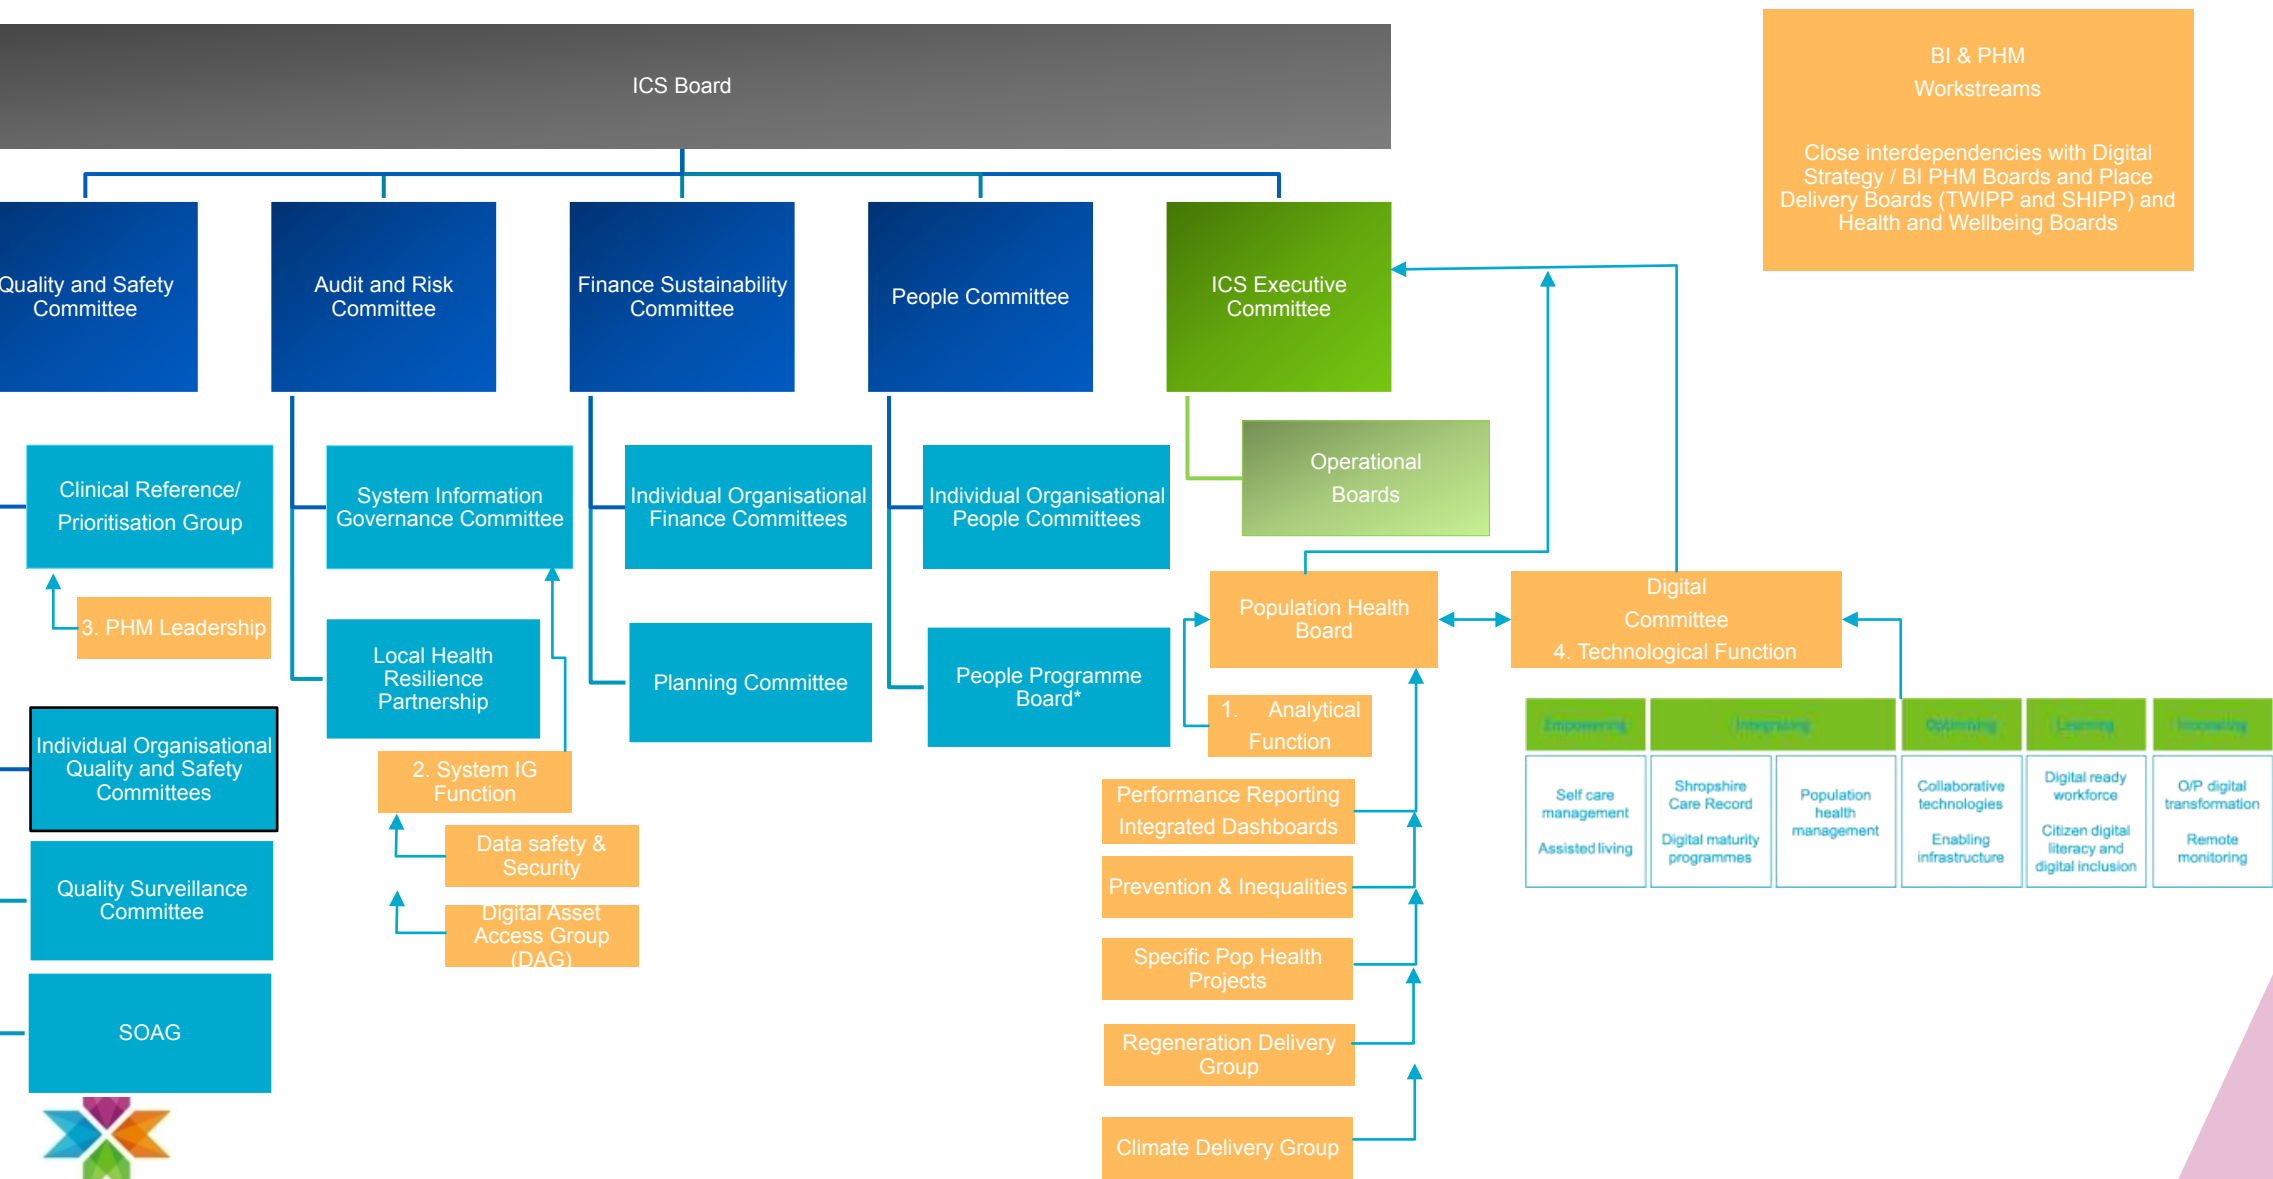 ICS Board
BI & PHM
Workstreams
Close interdependencies with Digital
Strategy / BI PHM Boards and Place
Delivery Boards (TWIPP and SHIPP) and
Health and Wellbeing Boards
Quality and Safety
Committee
Audit and Risk
Committee
Finance Sustainability
Committee
People Committee
ICS Executive
Committee
Clinical Reference/
Prioritisation Group
System Information
Governance Committee
Individual Organisational
Finance Committees
Individual Organisational
People Committees
Operational
Boards
3. PHM Leadership
Local Health
Resilience
Partnership
Planning Committee
People Programme
Board*
Population Health
Board
Digital
Committee
4. Technological Function
Individual Organisational
Quality and Safety
Committees
2. System IG
Function
1. Analytical
Function
Data safety &
Security
Digital Asset
Access Group
(DAG)
Quality Surveillance
Committee
SOAG
Performance Reporting
Integrated Dashboards
Prevention & Inequalities
Specific Pop Health
Projects
Regeneration Delivery
Group
Climate Delivery Group
Empowering
Integrating
Optimising
Learning
Innovating
Self care
management
Assisted living
Shropshire
Care Record
Digital maturity
programmes
Population
health
management
Collaborative
technologies
Enabling
infrastructure
Digital ready
workforce
Citizen digital
literacy and
digital inclusion
O/P digital
transformation
Remote
monitoring